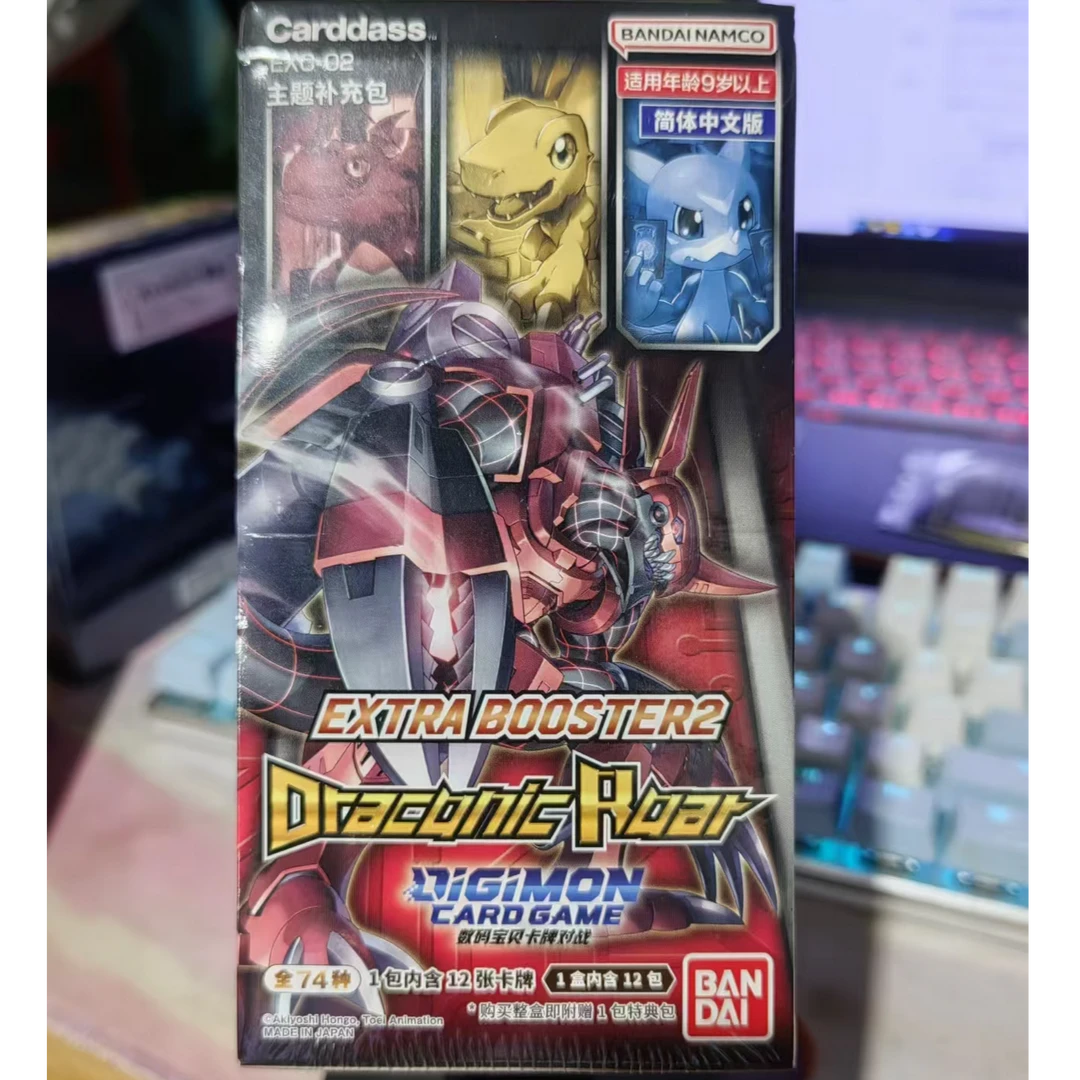 Carddass
BANDAI NAMCO
EXC-02
主题补充包
适用年龄9岁以上
简体中文版
EXTRA BOOSTER2
Draconic Roar
DIGIMON
CARD GAME
数码宝贝卡牌对战
全74种 1包内含12张卡牌 1盒内含12包
*购买整盒即附赠1包特典包
BAN
DAI
©Akiyoshi Hongo, Toei Animation
MADE IN JAPAN